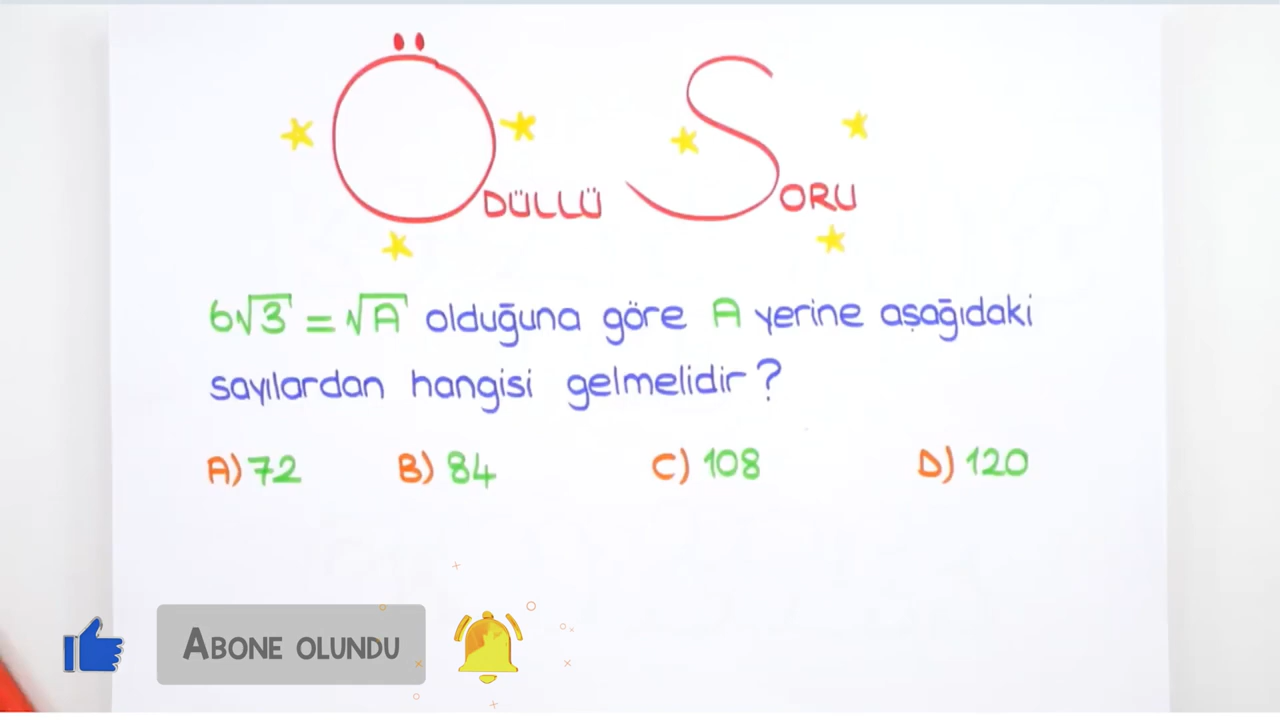 ÖDÜLLÜ SORU
6√3 = √A olduğuna göre A yerine aşağıdaki
sayılardan hangisi gelmelidir?
A) 72 B) 84 C) 108 D) 120
ABONE OLUNDU